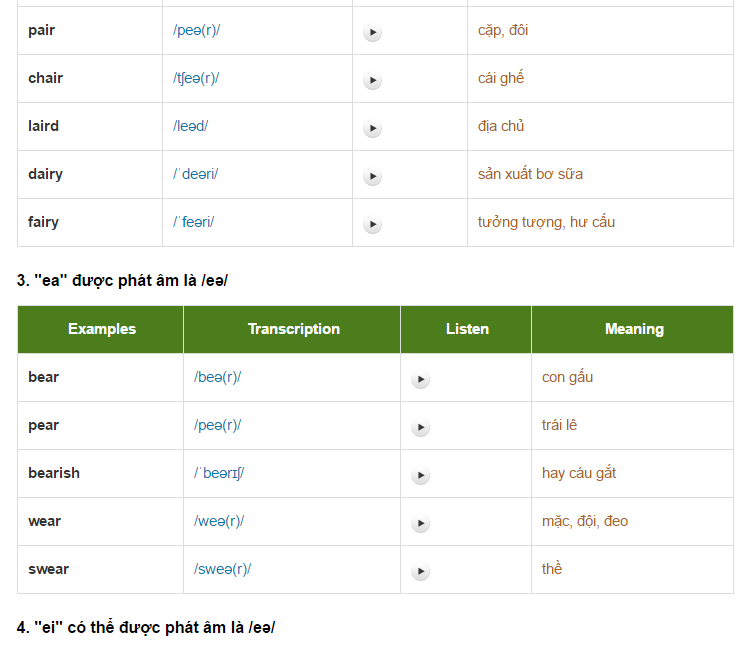 pair /peə(r)/ cặp, đôi
chair /tʃeə(r)/ cái ghế
laird /leəd/ địa chủ
dairy /ˈdeəri/ sản xuất bơ sữa
fairy /ˈfeəri/ tưởng tượng, hư cấu
3. "ea" được phát âm là /eə/
Examples Transcription Listen Meaning
bear /beə(r)/ con gấu
pear /peə(r)/ trái lê
bearish /ˈbeərɪʃ/ hay cáu gắt
wear /weə(r)/ mặc, đội, đeo
swear /sweə(r)/ thề
4. "ei" có thể được phát âm là /eə/